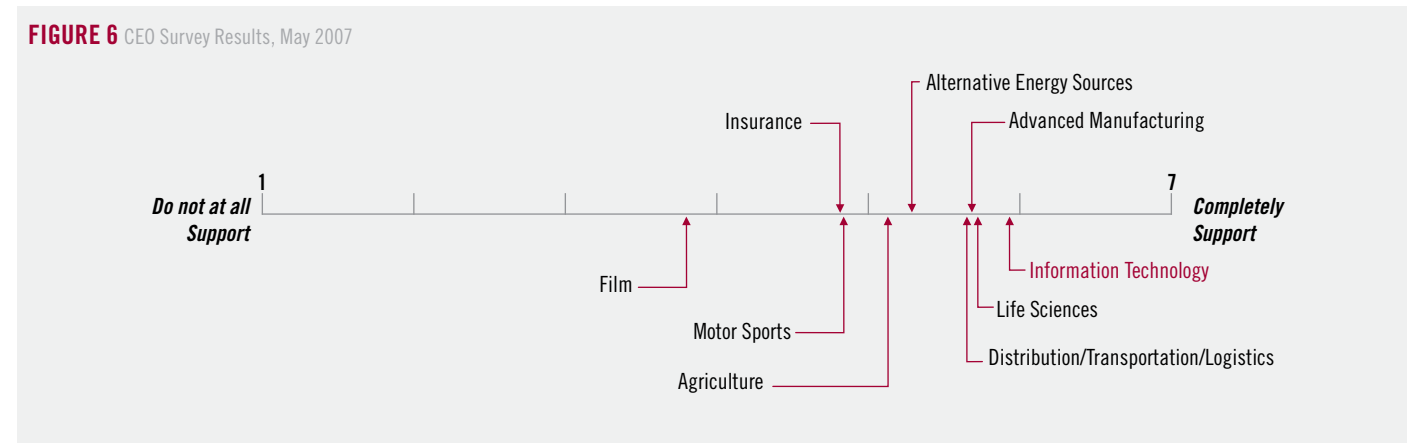 FIGURE 6 CEO Survey Results, May 2007
Alternative Energy Sources
Insurance
Advanced Manufacturing
1
7
Do not at all
Support
Completely
Support
Information Technology
Film
Life Sciences
Motor Sports
Distribution/Transportation/Logistics
Agriculture